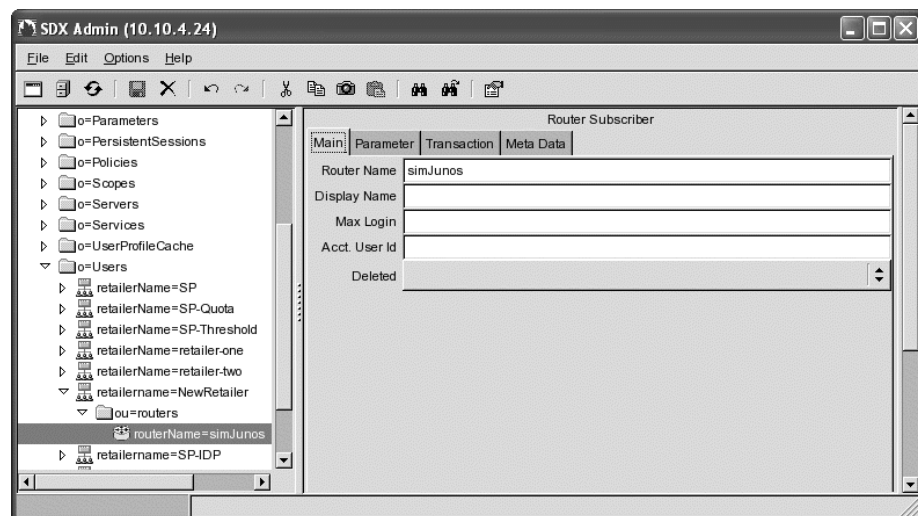 SDX Admin (10.10.4.24)
File Edit Options Help
o=Parameters
o=PersistentSessions
o=Policies
o=Scopes
o=Servers
o=Services
o=UserProfileCache
o=Users
retailerName=SP
retailerName=SP-Quota
retailerName=SP-Threshold
retailerName=retailer-one
retailerName=retailer-two
retailername=NewRetailer
ou=routers
routerName=simJunos
retailername=SP-IDP
Router Subscriber
Main Parameter Transaction Meta Data
Router Name simJunos
Display Name
Max Login
Acct. User Id
Deleted